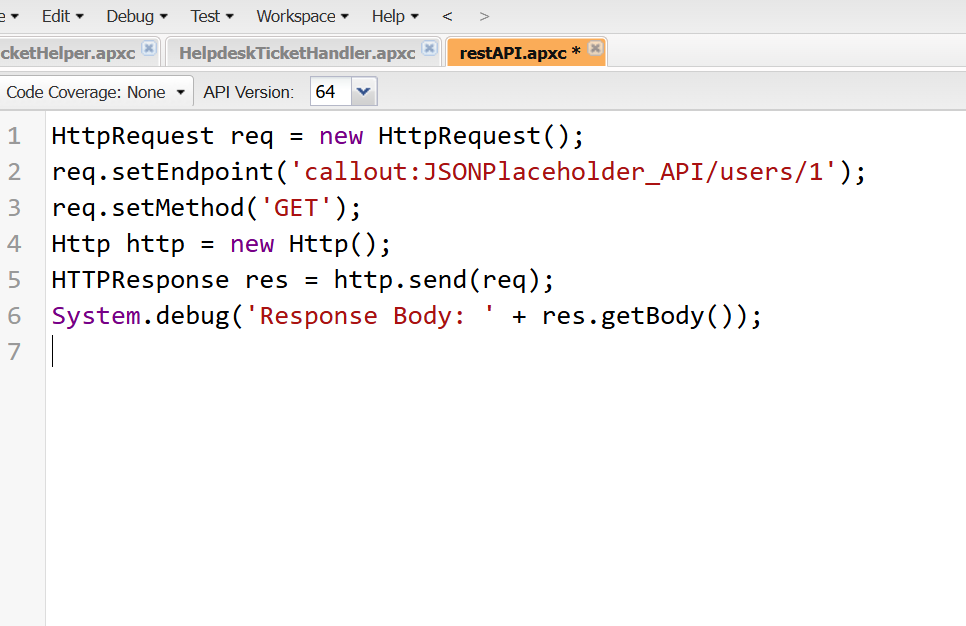 e Edit Debug Test Workspace Help < >
cketHelper.apxc HelpdeskTicketHandler.apxc restAPI.apxc *
Code Coverage: None API Version: 64
1 HttpRequest req = new HttpRequest();
2 req.setEndpoint('callout:JSONPlaceholder_API/users/1');
3 req.setMethod('GET');
4 Http http = new Http();
5 HTTPResponse res = http.send(req);
6 System.debug('Response Body: ' + res.getBody());
7